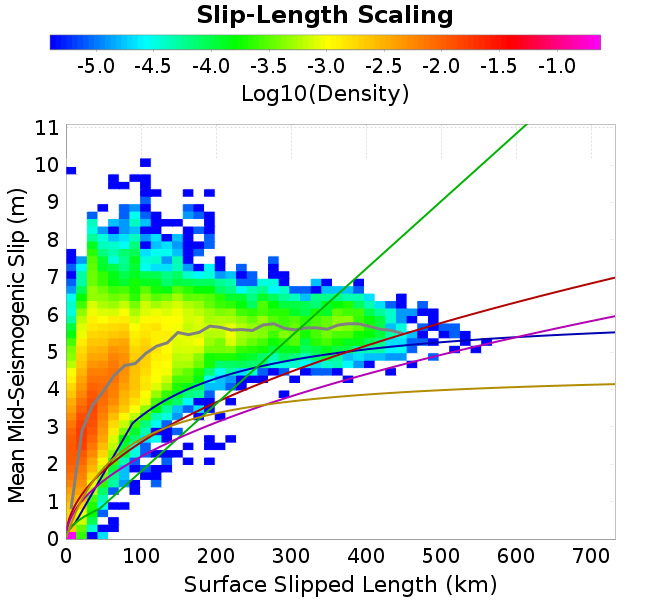 Slip-Length Scaling
-5.0 -4.5 -4.0 -3.5 -3.0 -2.5 -2.0 -1.5 -1.0
Log10(Density)
11
10
9
8
7
6
5
4
3
2
1
0
Mean Mid-Seismogenic Slip (m)
0 100 200 300 400 500 600 700
Surface Slipped Length (km)